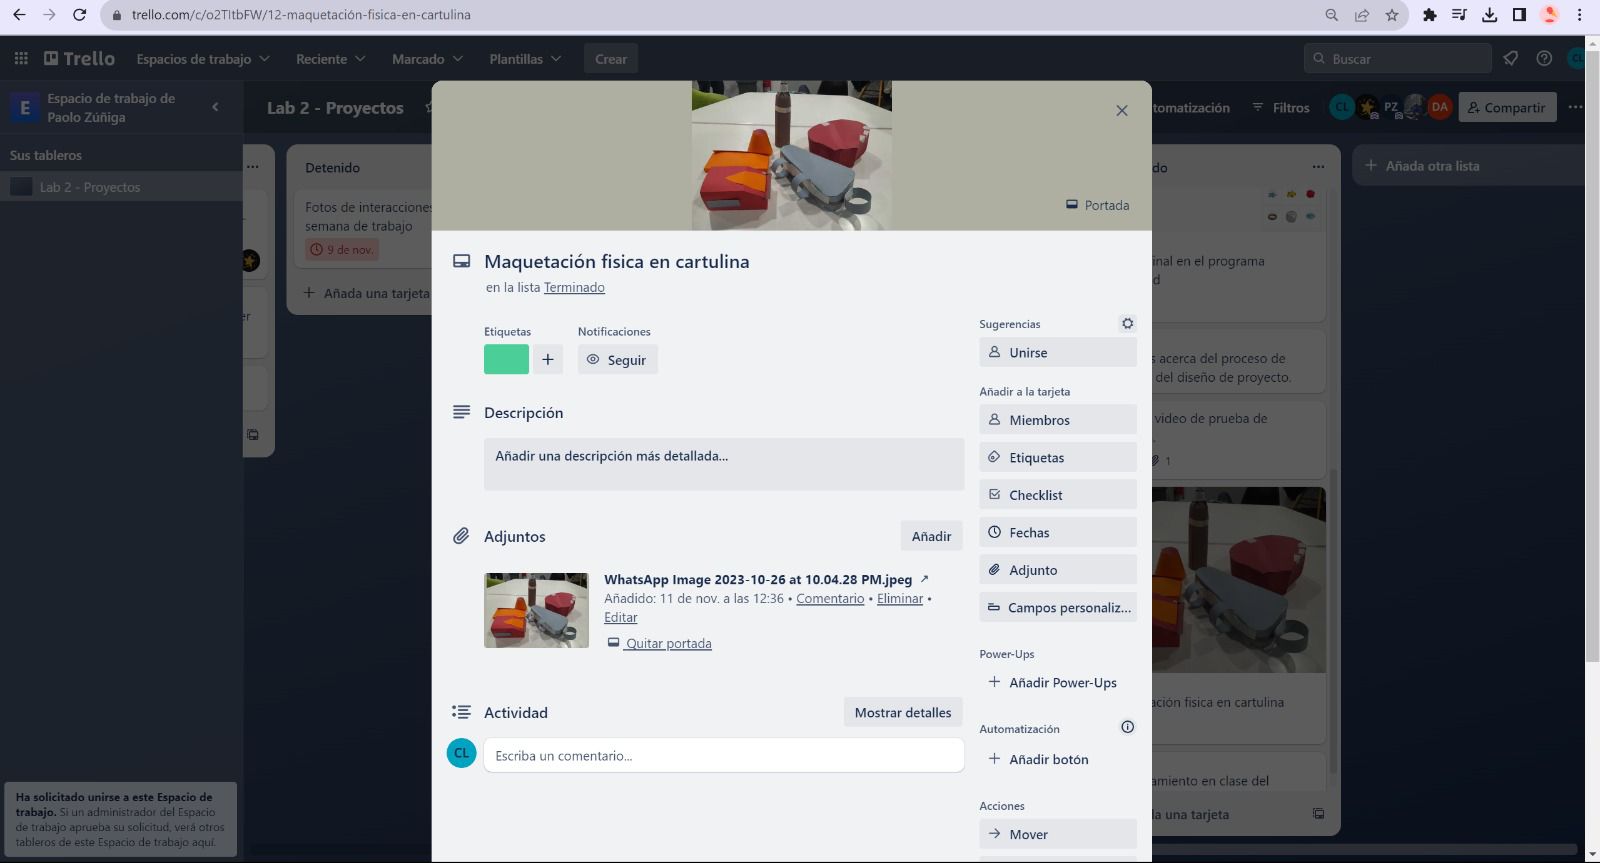 trello.com/c/o2TItbFW/12-maquetación-fisica-en-cartulina
Trello
Espacios de trabajo
Reciente
Marcado
Plantillas
Crear
Buscar
CL
E
Espacio de trabajo de
Paolo Zúñiga
Lab 2 - Proyectos
tomatización
Filtros
CL
PZ
DA
Compartir
Sus tableros
Lab 2 - Proyectos
er
Detenido
Fotos de interacciones
semana de trabajo
9 de nov.
Añada una tarjeta
Portada
Maquetación fisica en cartulina
en la lista Terminado
Etiquetas
Notificaciones
Seguir
Descripción
Añadir una descripción más detallada...
Adjuntos
Añadir
WhatsApp Image 2023-10-26 at 10.04.28 PM.jpeg
Añadido: 11 de nov. a las 12:36 • Comentario • Eliminar •
Editar
Quitar portada
Actividad
Mostrar detalles
CL
Escriba un comentario...
Sugerencias
Unirse
Añadir a la tarjeta
Miembros
Etiquetas
Checklist
Fechas
Adjunto
Campos personaliz...
Power-Ups
Añadir Power-Ups
Automatización
Añadir botón
Acciones
Mover
do
inal en el programa
d
s acerca del proceso de
del diseño de proyecto.
video de prueba de
1
ación fisica en cartulina
amiento en clase del
da una tarjeta
Añada otra lista
Ha solicitado unirse a este Espacio de
trabajo. Si un administrador del Espacio
de trabajo aprueba su solicitud, verá otros
tableros de este Espacio de trabajo aquí.